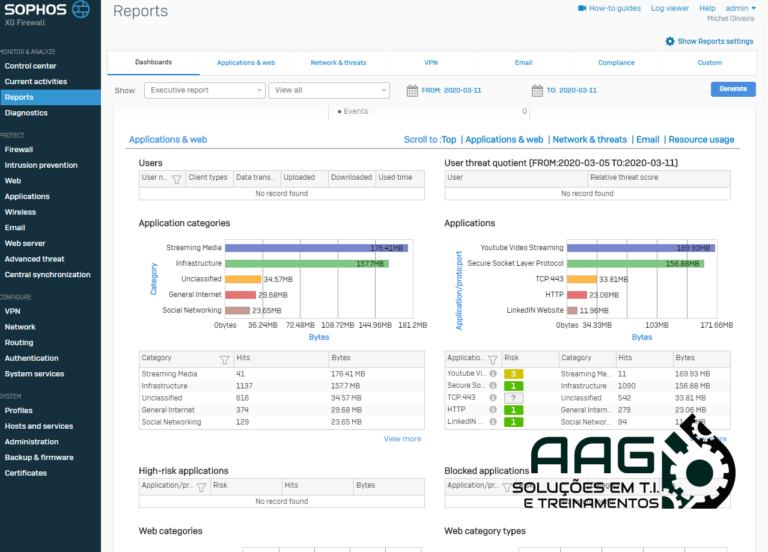 SOPHOS
XG Firewall
MONITOR & ANALYZE
Control center
Current activities
Reports
Diagnostics
PROTECT
Firewall
Intrusion prevention
Web
Applications
Wireless
Email
Web server
Advanced threat
Central synchronization
CONFIGURE
VPN
Network
Routing
Authentication
System services
SYSTEM
Profiles
Hosts and services
Administration
Backup & firmware
Certificates
Reports
How-to guides Log viewer Help admin
Michel Oliveira
Show Reports settings
Dashboards Applications & web Network & threats VPN Email Compliance Custom
Show: Executive report View all FROM: 2020-03-11 TO: 2020-03-11 Generate
Events : 0
Applications & web Scroll to :Top | Applications & web | Network & threats | Email | Resource usage
Users
User n... Client types Data trans... Uploaded Downloaded Used time
No record found
User threat quotient (FROM:2020-03-05 TO:2020-03-11)
User Relative threat score
No record found
Application categories
Category
Streaming Media 176.41MB
Infrastructure 157.7MB
Unclassified 34.57MB
General Internet 29.68MB
Social Networking 23.65MB
0bytes 36.24MB 72.48MB 108.72MB 144.96MB 181.2MB
Bytes
Category Hits Bytes
Streaming Media 41 176.41 MB
Infrastructure 1137 157.7 MB
Unclassified 616 34.57 MB
General Internet 374 29.68 MB
Social Networking 129 23.65 MB
View more
Applications
Application/proto:port
Youtube Video Streaming 169.93MB
Secure Socket Layer Protocol 156.88MB
TCP:443 33.81MB
HTTP 23.06MB
LinkedIN Website 11.96MB
0bytes 34.33MB 103MB 171.66MB
Bytes
Applicatio... Risk Category Hits Bytes
Youtube Vi... 3 Streaming Me... 11 169.93 MB
Secure So... 1 Infrastructure 1090 156.88 MB
TCP:443 ? Unclassified 542 33.81 MB
HTTP 1 General Inter... 279 23.06 MB
LinkedIN ... 1 Social Networ... 94
High-risk applications
Application/pr... Risk Hits Bytes
No record found
Blocked applications
Application/pr...
AAG
SOLUÇÕES EM T.I.
E TREINAMENTOS
Web categories
Web category types